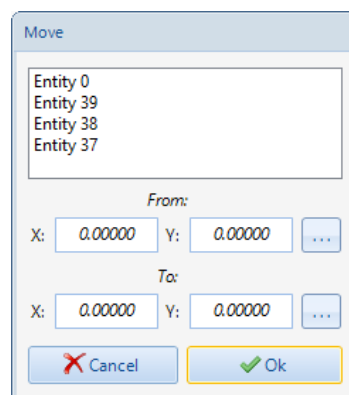 Move
Entity 0
Entity 39
Entity 38
Entity 37
From:
X: 0.00000 Y: 0.00000 ...
To:
X: 0.00000 Y: 0.00000 ...
Cancel Ok